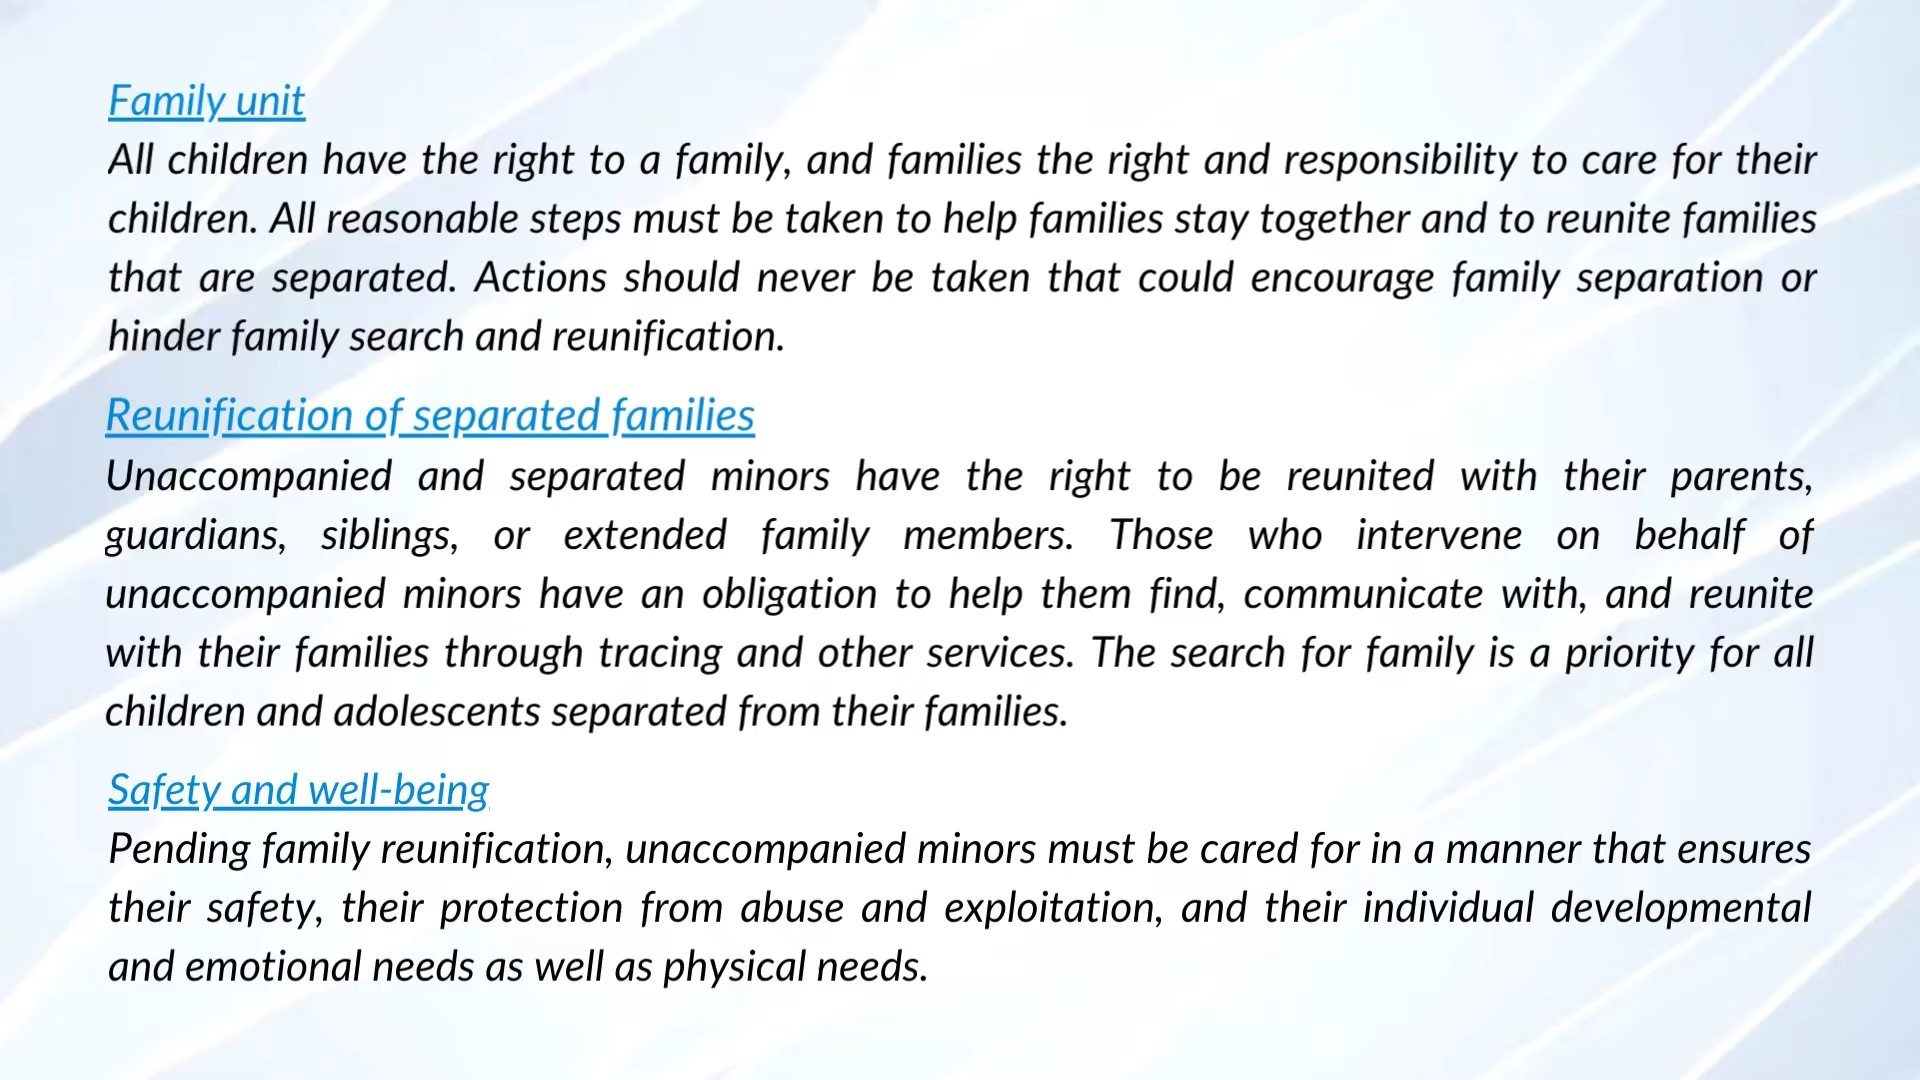 Family unit
All children have the right to a family, and families the right and responsibility to care for their
children. All reasonable steps must be taken to help families stay together and to reunite families
that are separated. Actions should never be taken that could encourage family separation or
hinder family search and reunification.
Reunification of separated families
Unaccompanied and separated minors have the right to be reunited with their parents,
guardians, siblings, or extended family members. Those who intervene on behalf of
unaccompanied minors have an obligation to help them find, communicate with, and reunite
with their families through tracing and other services. The search for family is a priority for all
children and adolescents separated from their families.
Safety and well-being
Pending family reunification, unaccompanied minors must be cared for in a manner that ensures
their safety, their protection from abuse and exploitation, and their individual developmental
and emotional needs as well as physical needs.